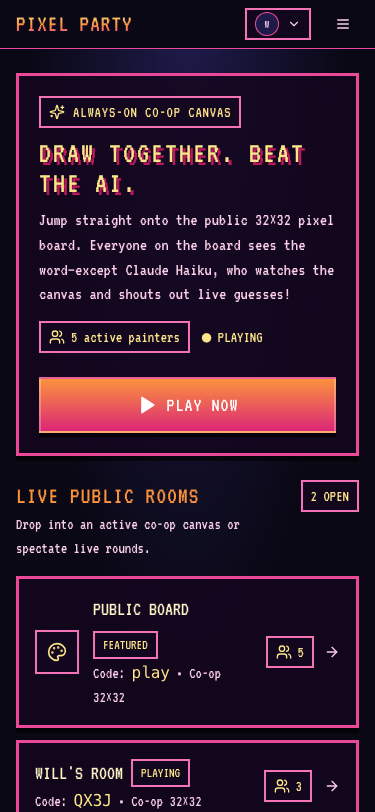 PIXEL PARTY
W
ALWAYS-ON CO-OP CANVAS
DRAW TOGETHER. BEAT
THE AI.
Jump straight onto the public 32X32 pixel
board. Everyone on the board sees the
word—except Claude Haiku, who watches the
canvas and shouts out live guesses!
5 active painters
PLAYING
PLAY NOW
LIVE PUBLIC ROOMS
2 OPEN
Drop into an active co-op canvas or
spectate live rounds.
PUBLIC BOARD
FEATURED
Code: play • Co-op
32X32
5
WILL'S ROOM PLAYING
Code: QX3J • Co-op 32X32
3